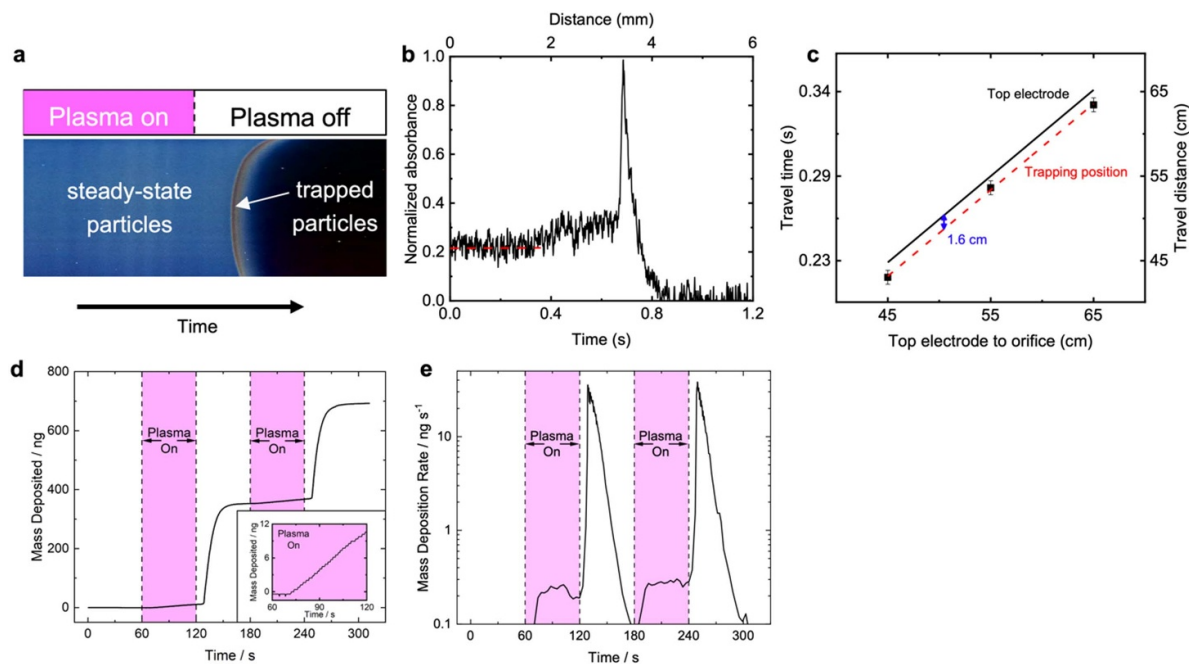 a
Plasma on
Plasma off
steady-state
particles
trapped
particles
Time
b
Distance (mm)
0 2 4 6
Normalized absorbance
1.0
0.8
0.6
0.4
0.2
0.0
0.0 0.4 0.8 1.2
Time (s)
c
Travel time (s)
0.34
0.29
0.23
Top electrode
Trapping position
1.6 cm
65
55
45
Travel distance (cm)
45 55 65
Top electrode to orifice (cm)
d
Mass Deposited / ng
800
600
400
200
0
Plasma
On
Plasma
On
Mass Deposited / ng
12
6
0
Plasma
On
60 90 120
Time / s
0 60 120 180 240 300
Time / s
e
Mass Deposition Rate / ng s⁻¹
10
1
0.1
Plasma
On
Plasma
On
0 60 120 180 240 300
Time / s